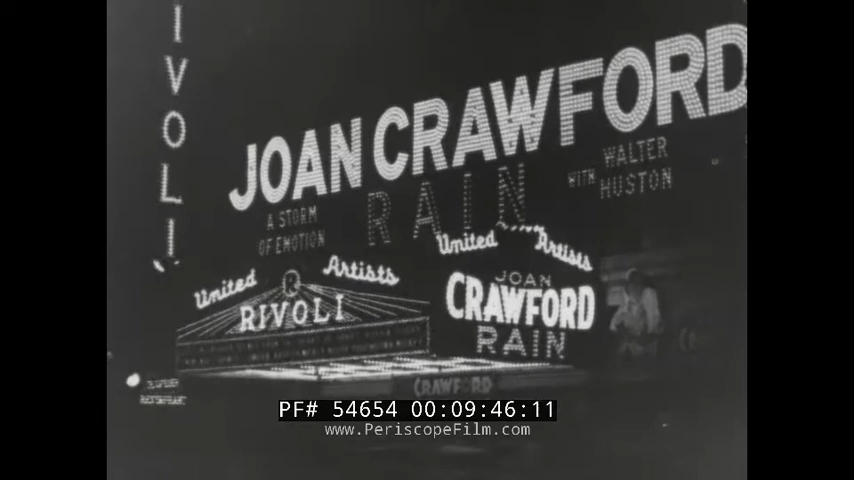 RIVOLI
JOAN CRAWFORD
WITH WALTER HUSTON
RAIN
A STORM
OF EMOTION
United Artists
RIVOLI
United Artists
JOAN
CRAWFORD
RAIN
CRAWFORD
RESTAURANT
PF# 54654 00:09:46:11
www.PeriscopeFilm.com